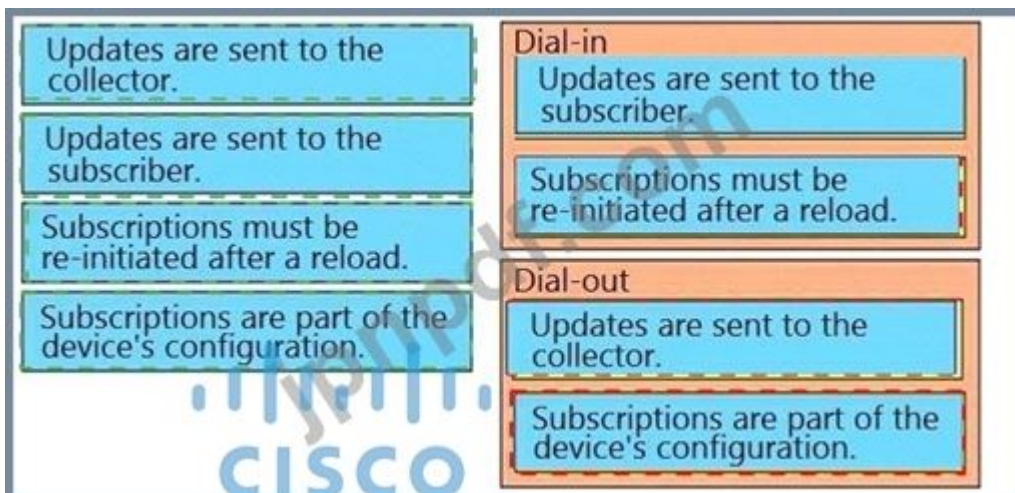 Updates are sent to the
collector.
Updates are sent to the
subscriber.
Subscriptions must be
re-initiated after a reload.
Subscriptions are part of the
device's configuration.
Dial-in
Updates are sent to the
subscriber.
Subscriptions must be
re-initiated after a reload.
Dial-out
Updates are sent to the
collector.
Subscriptions are part of the
device's configuration.
jpnpdf.com
CISCO